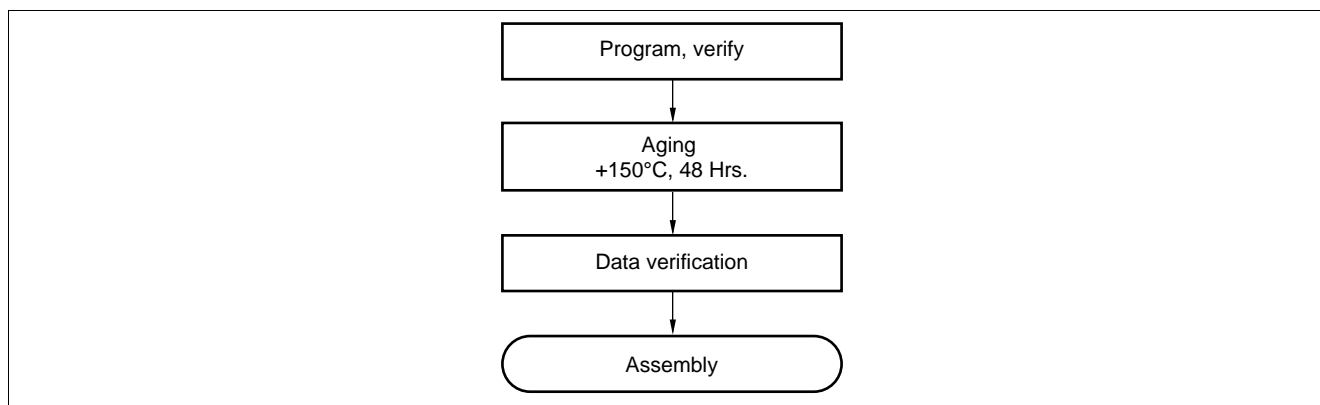 Program, verify
Aging
+150°C, 48 Hrs.
Data verification
Assembly